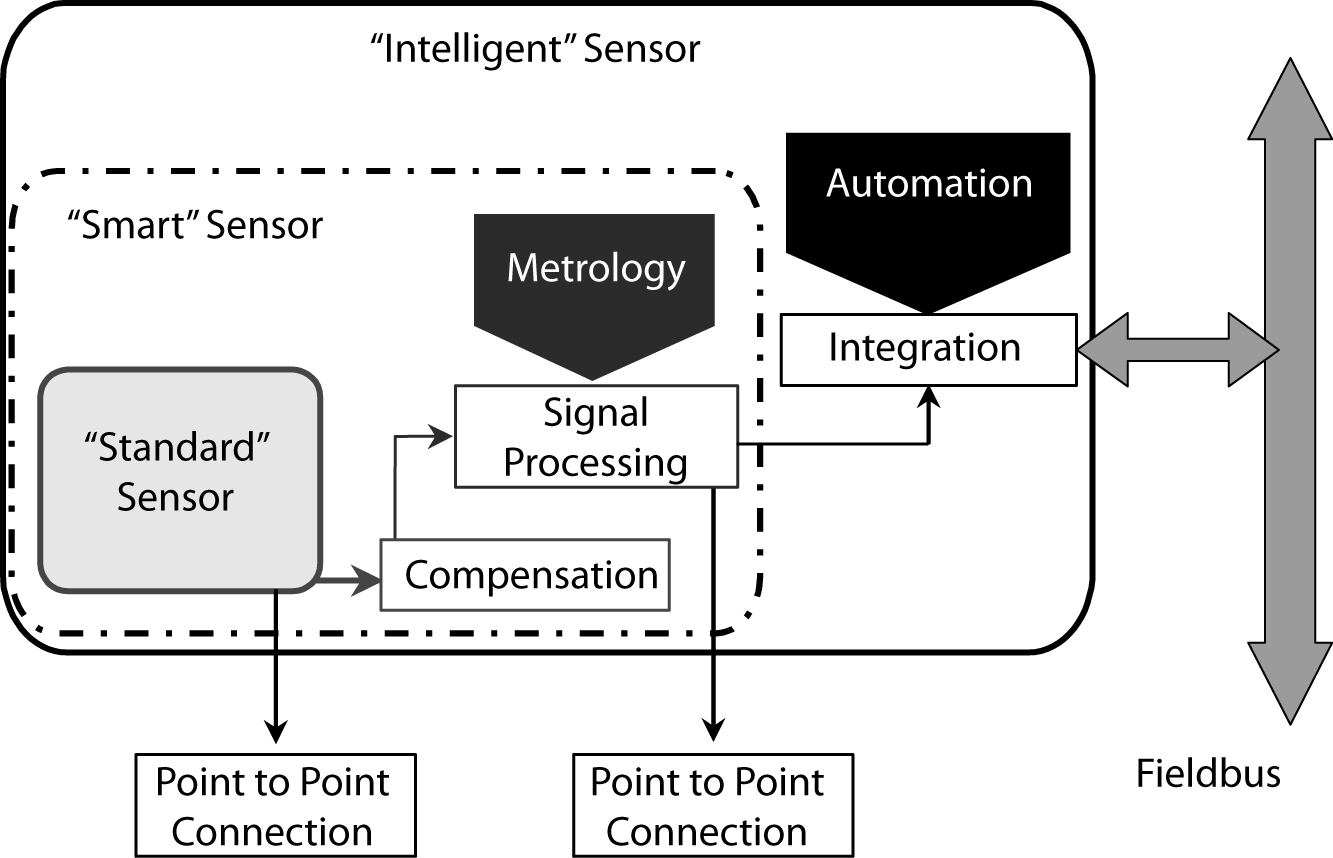 “Intelligent” Sensor
Automation
“Smart” Sensor
Metrology
Integration
Signal
Processing
“Standard”
Sensor
Compensation
Point to Point
Connection
Point to Point
Connection
Fieldbus